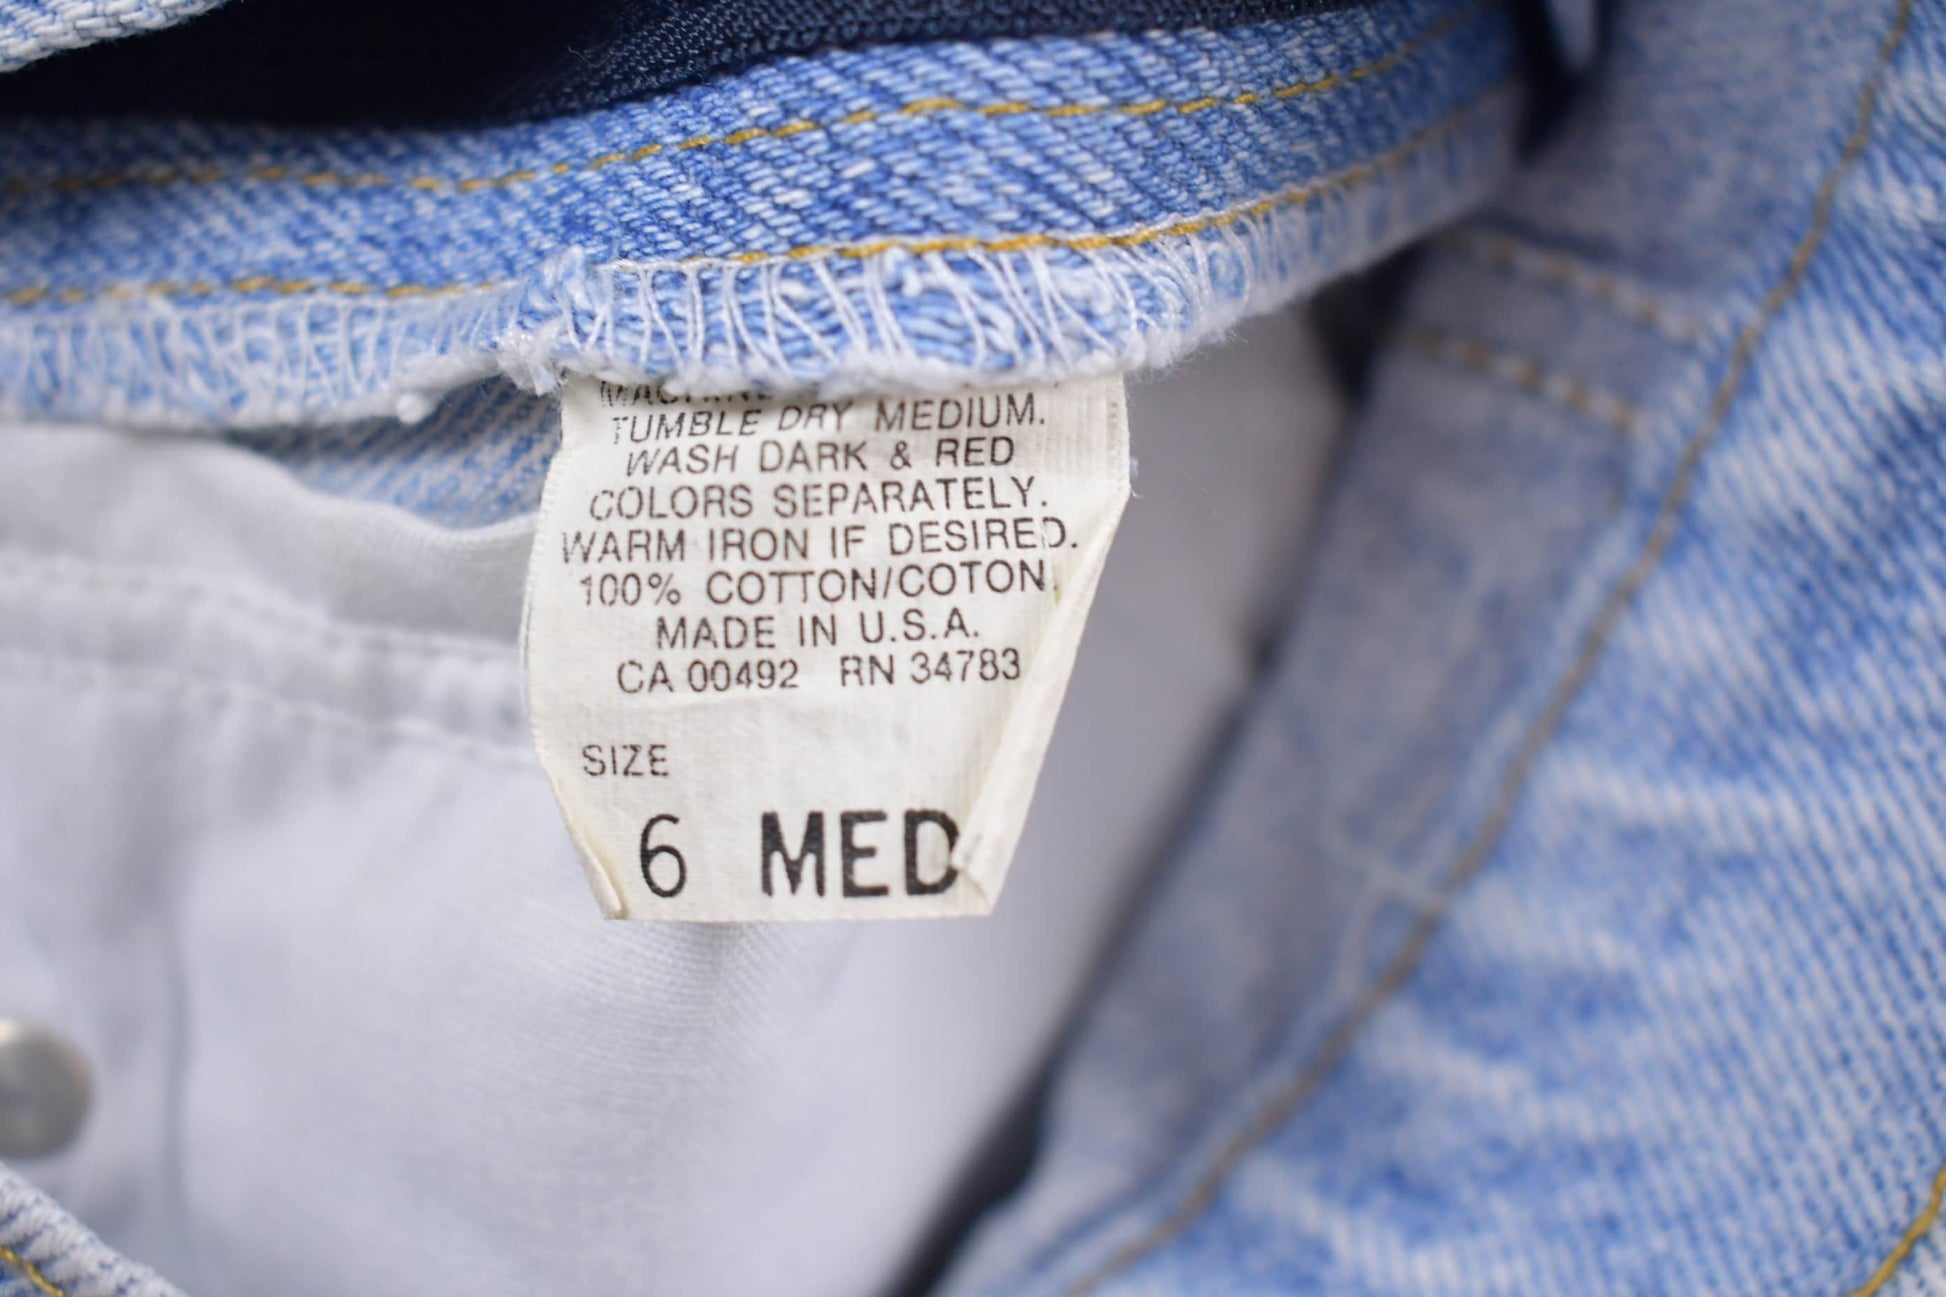 MACHINE
TUMBLE DRY MEDIUM.
WASH DARK & RED
COLORS SEPARATELY.
WARM IRON IF DESIRED.
100% COTTON/COTON
MADE IN U.S.A.
CA 00492 RN 34783
SIZE
6 MED